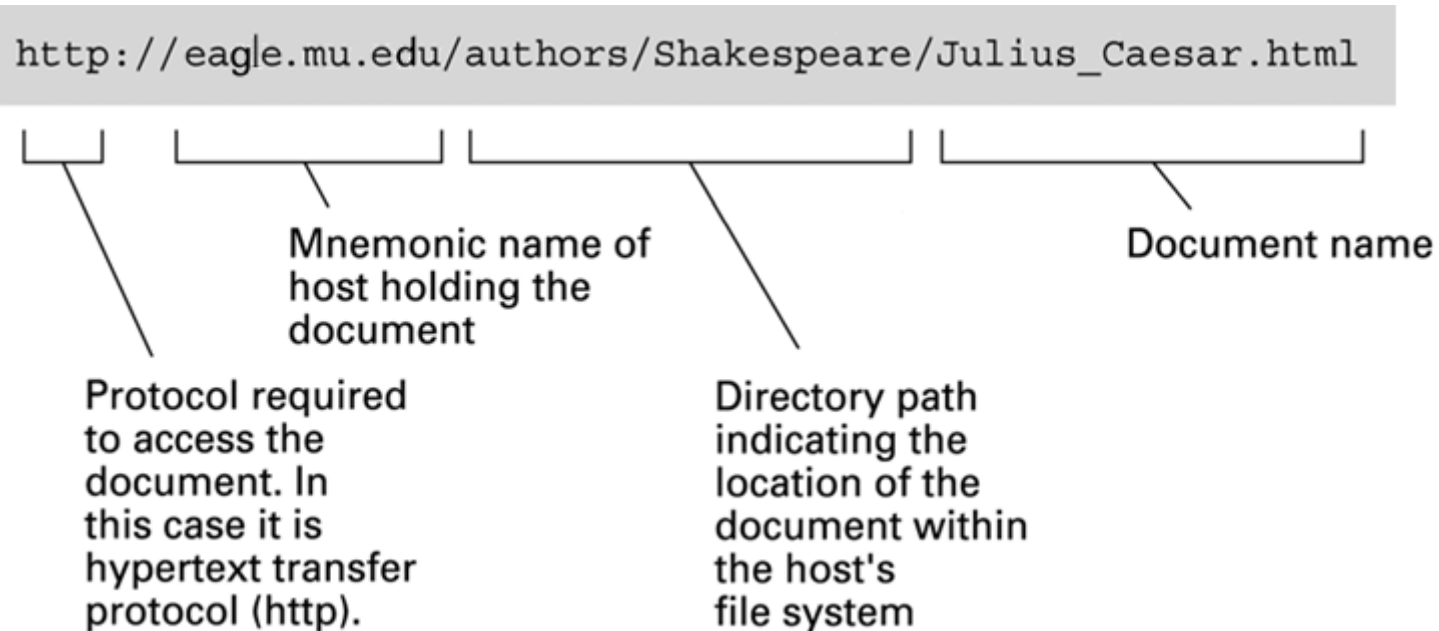 http://eagle.mu.edu/authors/Shakespeare/Julius_Caesar.html
Mnemonic name of
host holding the
document
Document name
Protocol required
to access the
document. In
this case it is
hypertext transfer
protocol (http).
Directory path
indicating the
location of the
document within
the host's
file system